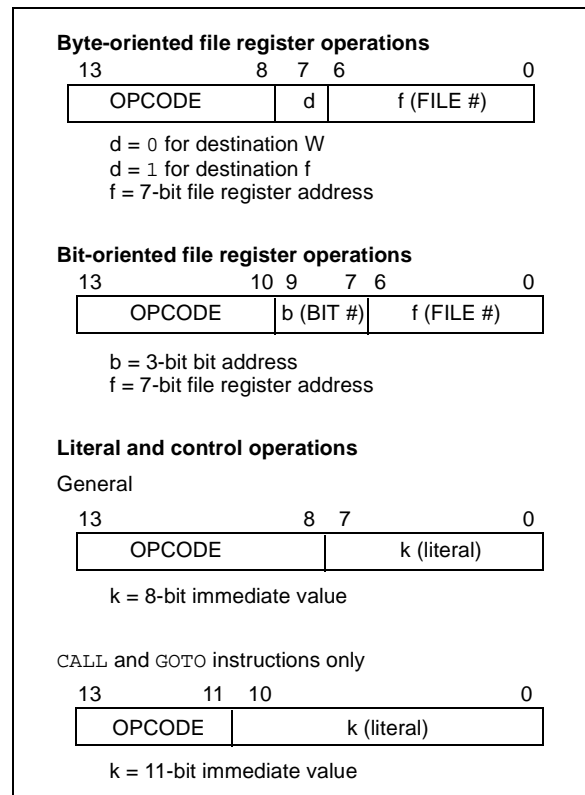 Byte-oriented file register operations
13 8 7 6 0
OPCODE d f (FILE #)
d = 0 for destination W
d = 1 for destination f
f = 7-bit file register address
Bit-oriented file register operations
13 10 9 7 6 0
OPCODE b (BIT #) f (FILE #)
b = 3-bit bit address
f = 7-bit file register address
Literal and control operations
General
13 8 7 0
OPCODE k (literal)
k = 8-bit immediate value
CALL and GOTO instructions only
13 11 10 0
OPCODE k (literal)
k = 11-bit immediate value